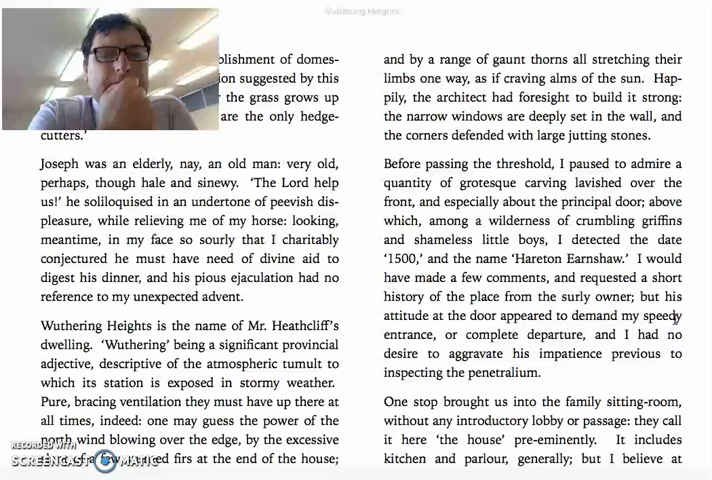 Wuthering Heights
blishment of domes-
ion suggested by this
r the grass grows up
are the only hedge-
cutters.’
Joseph was an elderly, nay, an old man: very old,
perhaps, though hale and sinewy. ‘The Lord help
us!’ he soliloquised in an undertone of peevish dis-
pleasure, while relieving me of my horse: looking,
meantime, in my face so sourly that I charitably
conjectured he must have need of divine aid to
digest his dinner, and his pious ejaculation had no
reference to my unexpected advent.
Wuthering Heights is the name of Mr. Heathcliff’s
dwelling. ‘Wuthering’ being a significant provincial
adjective, descriptive of the atmospheric tumult to
which its station is exposed in stormy weather.
Pure, bracing ventilation they must have up there at
all times, indeed: one may guess the power of the
north wind blowing over the edge, by the excessive
of a few firs at the end of the house;
and by a range of gaunt thorns all stretching their
limbs one way, as if craving alms of the sun. Hap-
pily, the architect had foresight to build it strong:
the narrow windows are deeply set in the wall, and
the corners defended with large jutting stones.
Before passing the threshold, I paused to admire a
quantity of grotesque carving lavished over the
front, and especially about the principal door; above
which, among a wilderness of crumbling griffins
and shameless little boys, I detected the date
‘1500,’ and the name ‘Hareton Earnshaw.’ I would
have made a few comments, and requested a short
history of the place from the surly owner; but his
attitude at the door appeared to demand my speedy
entrance, or complete departure, and I had no
desire to aggravate his impatience previous to
inspecting the penetralium.
One stop brought us into the family sitting-room,
without any introductory lobby or passage: they call
it here ‘the house’ pre-eminently. It includes
kitchen and parlour, generally; but I believe at
RECORDED WITH
SCREENCAST-O-MATIC